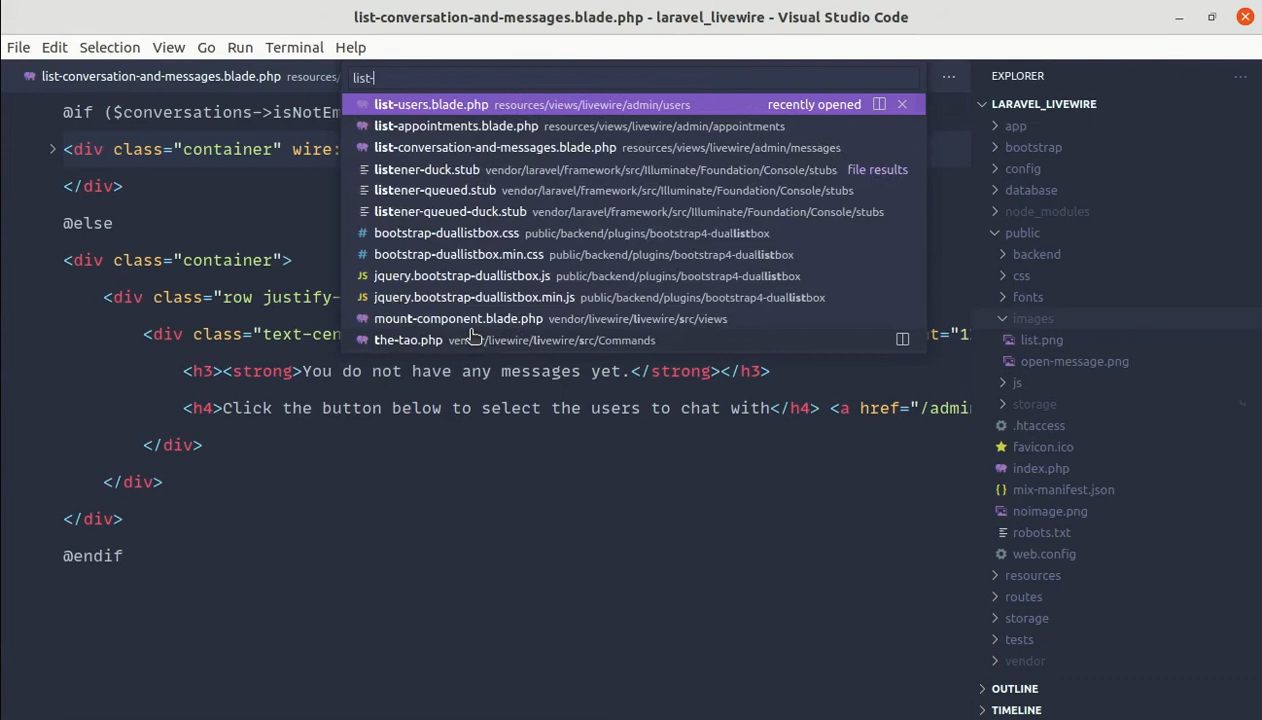 list-conversation-and-messages.blade.php - laravel_livewire - Visual Studio Code
File Edit Selection View Go Run Terminal Help
list-conversation-and-messages.blade.php resources/
list-
list-users.blade.php resources/views/livewire/admin/users recently opened
list-appointments.blade.php resources/views/livewire/admin/appointments
list-conversation-and-messages.blade.php resources/views/livewire/admin/messages
listener-duck.stub vendor/laravel/framework/src/Illuminate/Foundation/Console/stubs file results
listener-queued.stub vendor/laravel/framework/src/Illuminate/Foundation/Console/stubs
listener-queued-duck.stub vendor/laravel/framework/src/Illuminate/Foundation/Console/stubs
bootstrap-duallistbox.css public/backend/plugins/bootstrap4-duallistbox
bootstrap-duallistbox.min.css public/backend/plugins/bootstrap4-duallistbox
JS jquery.bootstrap-duallistbox.js public/backend/plugins/bootstrap4-duallistbox
JS jquery.bootstrap-duallistbox.min.js public/backend/plugins/bootstrap4-duallistbox
mount-component.blade.php vendor/livewire/livewire/src/views
the-tao.php livewire/livewire/src/Commands
@if ($conversations->isNotEm
<div class="container" wire:
</div>
@else
<div class="container">
<div class="row justify-
<div class="text-cen
<h3><strong>You do not have any messages yet.</strong></h3>
<h4>Click the button below to select the users to chat with</h4> <a href="/admin
</div>
</div>
</div>
@endif
EXPLORER
LARAVEL_LIVEWIRE
app
bootstrap
config
database
node_modules
public
backend
css
fonts
images
list.png
open-message.png
js
storage
.htaccess
favicon.ico
index.php
{} mix-manifest.json
noimage.png
robots.txt
web.config
resources
routes
storage
tests
vendor
OUTLINE
TIMELINE